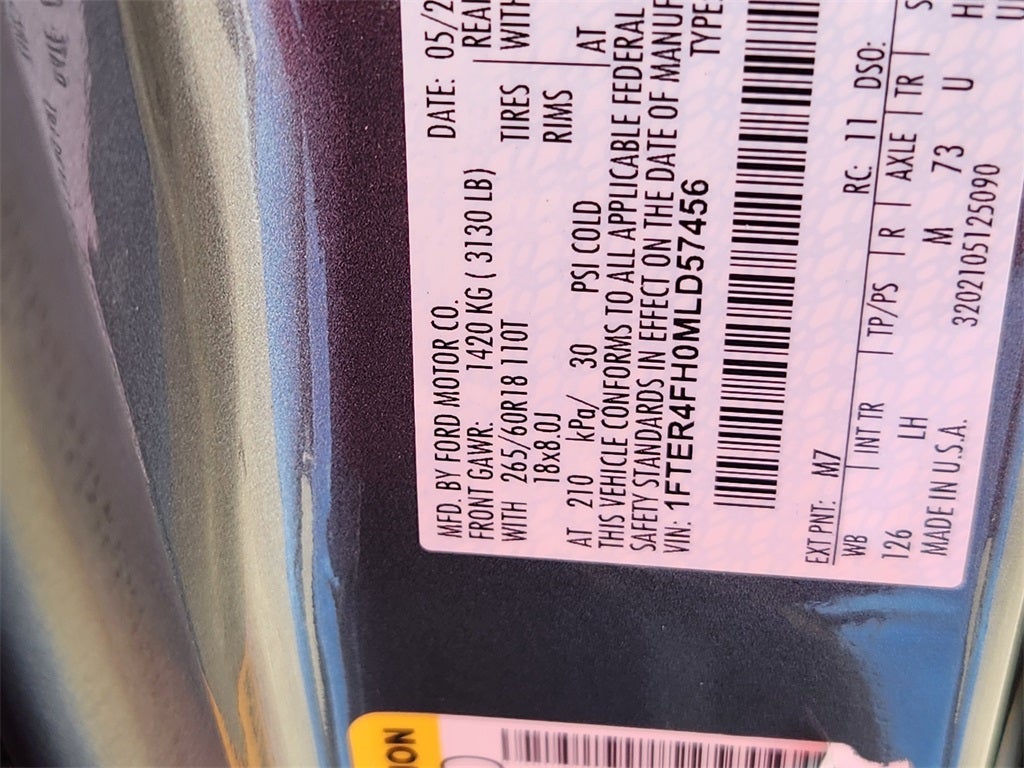 MFD. BY FORD MOTOR CO.
DATE: 05/2
FRONT GAWR: 1420 KG ( 3130 LB)
REAR
WITH 265/60R18 110T
TIRES
WITH
18x8.0J
RIMS
AT 210 kPa/ 30 PSI COLD
AT
THIS VEHICLE CONFORMS TO ALL APPLICABLE FEDERAL
SAFETY STANDARDS IN EFFECT ON THE DATE OF MANUF
VIN: 1FTER4FH0MLD57456
TYPE:
EXT PNT: M7
RC: 11 DSO:
WB INT TR TP/PS R AXLE TR S
126 LH M 73 U H
MADE IN U.S.A.
3202105125090
ION